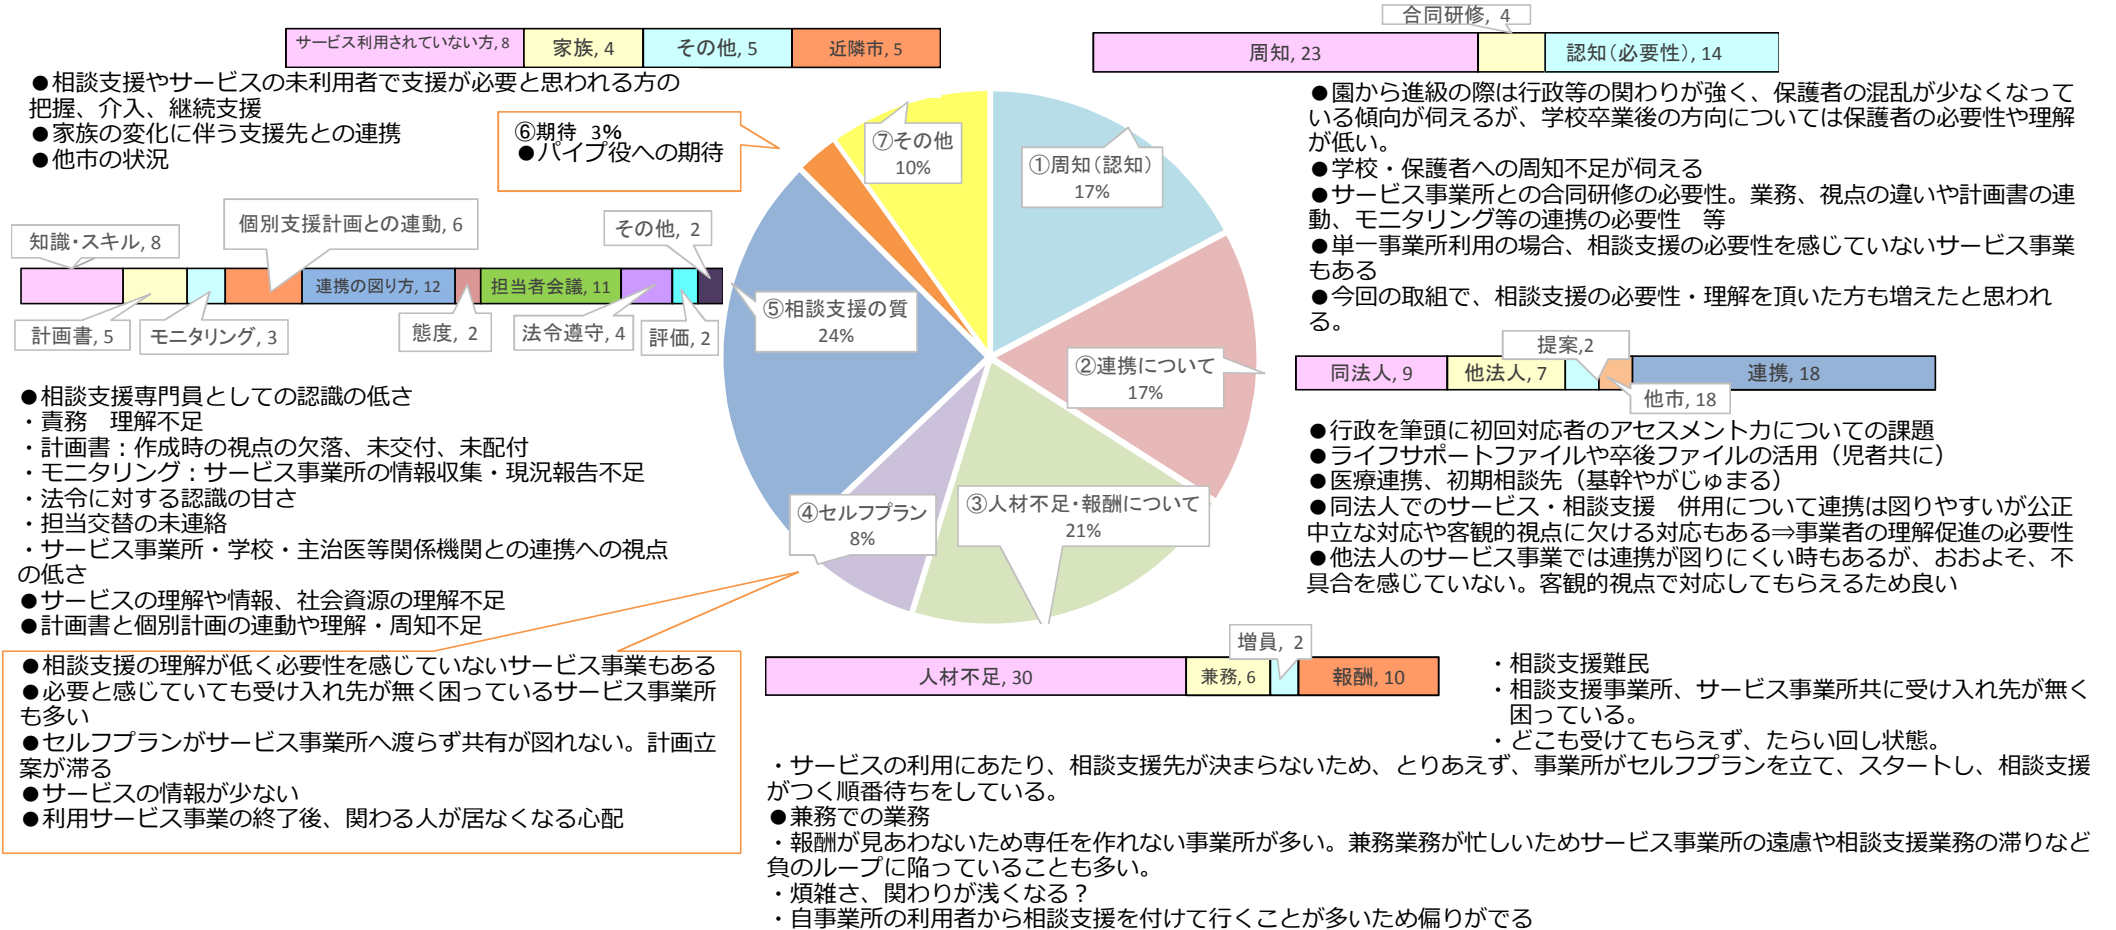 サービス利用されていない方, 8
家族, 4
その他, 5
近隣市, 5
●相談支援やサービスの未利用者で支援が必要と思われる方の
把握、介入、継続支援
●家族の変化に伴う支援先との連携
●他市の状況
⑥期待 3%
●パイプ役への期待
⑦その他
10%
①周知(認知)
17%
②連携について
17%
③人材不足・報酬について
21%
④セルフプラン
8%
⑤相談支援の質
24%
合同研修, 4
周知, 23
認知(必要性), 14
●園から進級の際は行政等の関わりが強く、保護者の混乱が少なくなって
いる傾向が伺えるが、学校卒業後の方向については保護者の必要性や理解
が低い。
●学校・保護者への周知不足が伺える
●サービス事業所との合同研修の必要性。業務、視点の違いや計画書の連
動、モニタリング等の連携の必要性　等
●単一事業所利用の場合、相談支援の必要性を感じていないサービス事業
もある
●今回の取組で、相談支援の必要性・理解を頂いた方も増えたと思われ
る。
提案,2
同法人, 9
他法人, 7
連携, 18
他市, 18
●行政を筆頭に初回対応者のアセスメント力についての課題
●ライフサポートファイルや卒後ファイルの活用（児者共に）
●医療連携、初期相談先（基幹やがじゅまる）
●同法人でのサービス・相談支援　併用について連携は図りやすいが公正
中立な対応や客観的視点に欠ける対応もある⇒事業者の理解促進の必要性
●他法人のサービス事業では連携が図りにくい時もあるが、おおよそ、不
具合を感じていない。客観的視点で対応してもらえるため良い
知識・スキル, 8
個別支援計画との連動, 6
その他, 2
連携の図り方, 12
担当者会議, 11
計画書, 5
モニタリング, 3
態度, 2
法令遵守, 4
評価, 2
●相談支援専門員としての認識の低さ
・責務　理解不足
・計画書：作成時の視点の欠落、未交付、未配付
・モニタリング：サービス事業所の情報収集・現況報告不足
・法令に対する認識の甘さ
・担当交替の未連絡
・サービス事業所・学校・主治医等関係機関との連携への視点
の低さ
●サービスの理解や情報、社会資源の理解不足
●計画書と個別計画の連動や理解・周知不足
●相談支援の理解が低く必要性を感じていないサービス事業もある
●必要と感じていても受け入れ先が無く困っているサービス事業所
も多い
●セルフプランがサービス事業所へ渡らず共有が図れない。計画立
案が滞る
●サービスの情報が少ない
●利用サービス事業の終了後、関わる人が居なくなる心配
増員, 2
人材不足, 30
兼務, 6
報酬, 10
・相談支援難民
・相談支援事業所、サービス事業所共に受け入れ先が無く
困っている。
・どこも受けてもらえず、たらい回し状態。
・サービスの利用にあたり、相談支援先が決まらないため、とりあえず、事業所がセルフプランを立て、スタートし、相談支援
がつく順番待ちをしている。
●兼務での業務
・報酬が見あわないため専任を作れない事業所が多い。兼務業務が忙しいためサービス事業所の遠慮や相談支援業務の滞りなど
負のループに陥っていることも多い。
・煩雑さ、関わりが浅くなる？
・自事業所の利用者から相談支援を付けて行くことが多いため偏りがでる